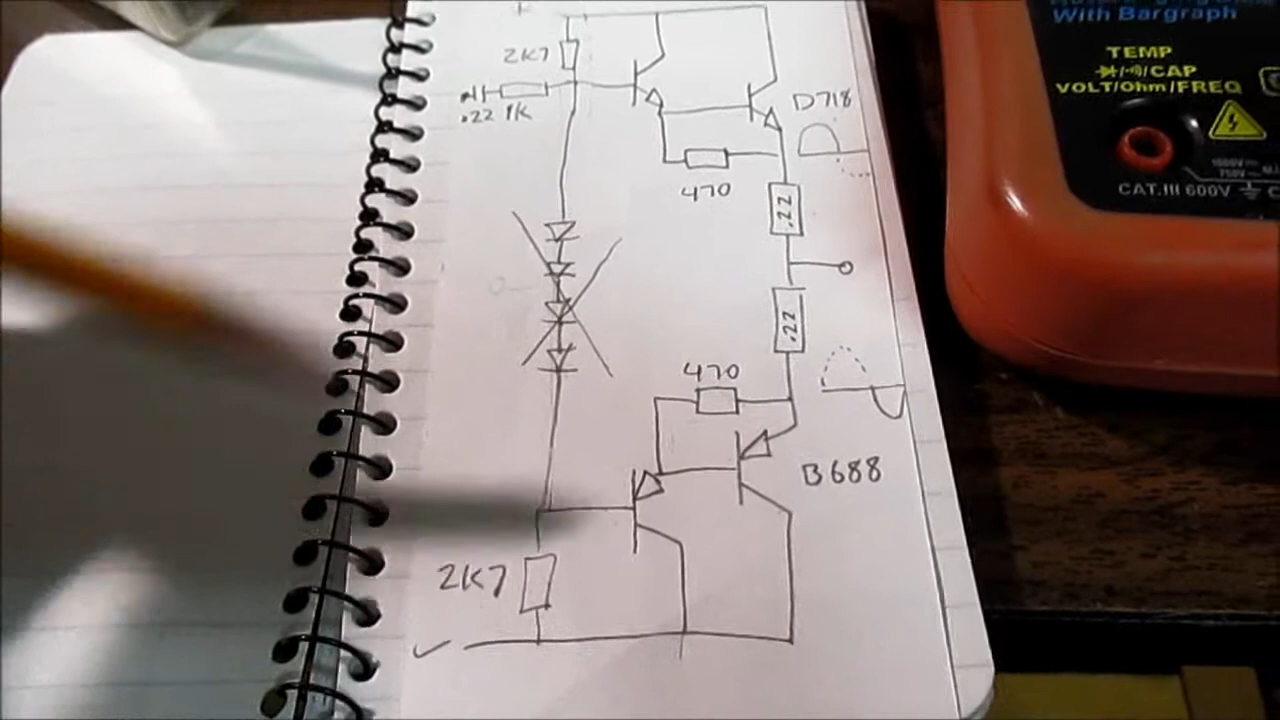 With Bargraph
TEMP
CAP
VOLT/Ohm/FREQ
CAT.III 600V
+
2K7
.22 1K
D718
470
.22
.22
470
B688
2K7